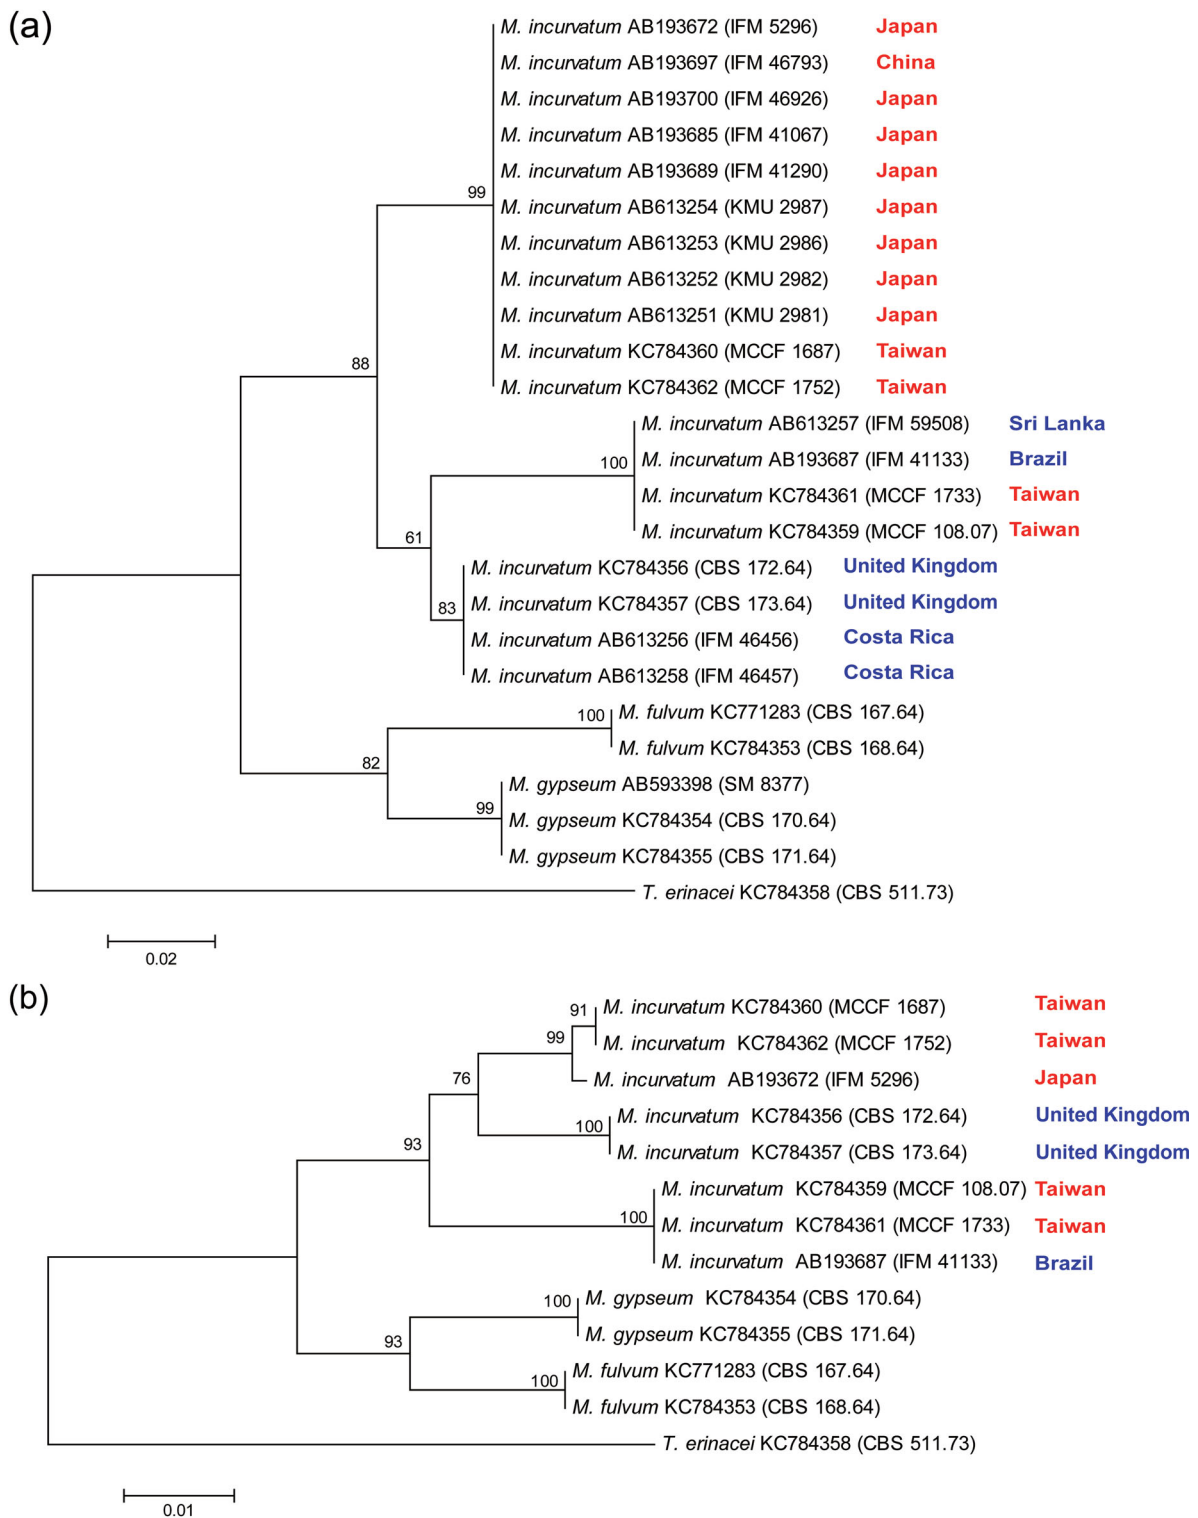 (a)
M. incurvatum AB193672 (IFM 5296) Japan
M. incurvatum AB193697 (IFM 46793) China
M. incurvatum AB193700 (IFM 46926) Japan
M. incurvatum AB193685 (IFM 41067) Japan
M. incurvatum AB193689 (IFM 41290) Japan
99
M. incurvatum AB613254 (KMU 2987) Japan
M. incurvatum AB613253 (KMU 2986) Japan
M. incurvatum AB613252 (KMU 2982) Japan
M. incurvatum AB613251 (KMU 2981) Japan
M. incurvatum KC784360 (MCCF 1687) Taiwan
88
M. incurvatum KC784362 (MCCF 1752) Taiwan
M. incurvatum AB613257 (IFM 59508) Sri Lanka
M. incurvatum AB193687 (IFM 41133) Brazil
100
M. incurvatum KC784361 (MCCF 1733) Taiwan
M. incurvatum KC784359 (MCCF 108.07) Taiwan
61
M. incurvatum KC784356 (CBS 172.64) United Kingdom
M. incurvatum KC784357 (CBS 173.64) United Kingdom
83
M. incurvatum AB613256 (IFM 46456) Costa Rica
M. incurvatum AB613258 (IFM 46457) Costa Rica
100
M. fulvum KC771283 (CBS 167.64)
M. fulvum KC784353 (CBS 168.64)
82
M. gypseum AB593398 (SM 8377)
99
M. gypseum KC784354 (CBS 170.64)
M. gypseum KC784355 (CBS 171.64)
T. erinacei KC784358 (CBS 511.73)
0.02
(b)
91
M. incurvatum KC784360 (MCCF 1687) Taiwan
99
M. incurvatum KC784362 (MCCF 1752) Taiwan
76
M. incurvatum AB193672 (IFM 5296) Japan
M. incurvatum KC784356 (CBS 172.64) United Kingdom
100
93
M. incurvatum KC784357 (CBS 173.64) United Kingdom
M. incurvatum KC784359 (MCCF 108.07) Taiwan
100
M. incurvatum KC784361 (MCCF 1733) Taiwan
M. incurvatum AB193687 (IFM 41133) Brazil
100
M. gypseum KC784354 (CBS 170.64)
93
M. gypseum KC784355 (CBS 171.64)
M. fulvum KC771283 (CBS 167.64)
100
M. fulvum KC784353 (CBS 168.64)
T. erinacei KC784358 (CBS 511.73)
0.01